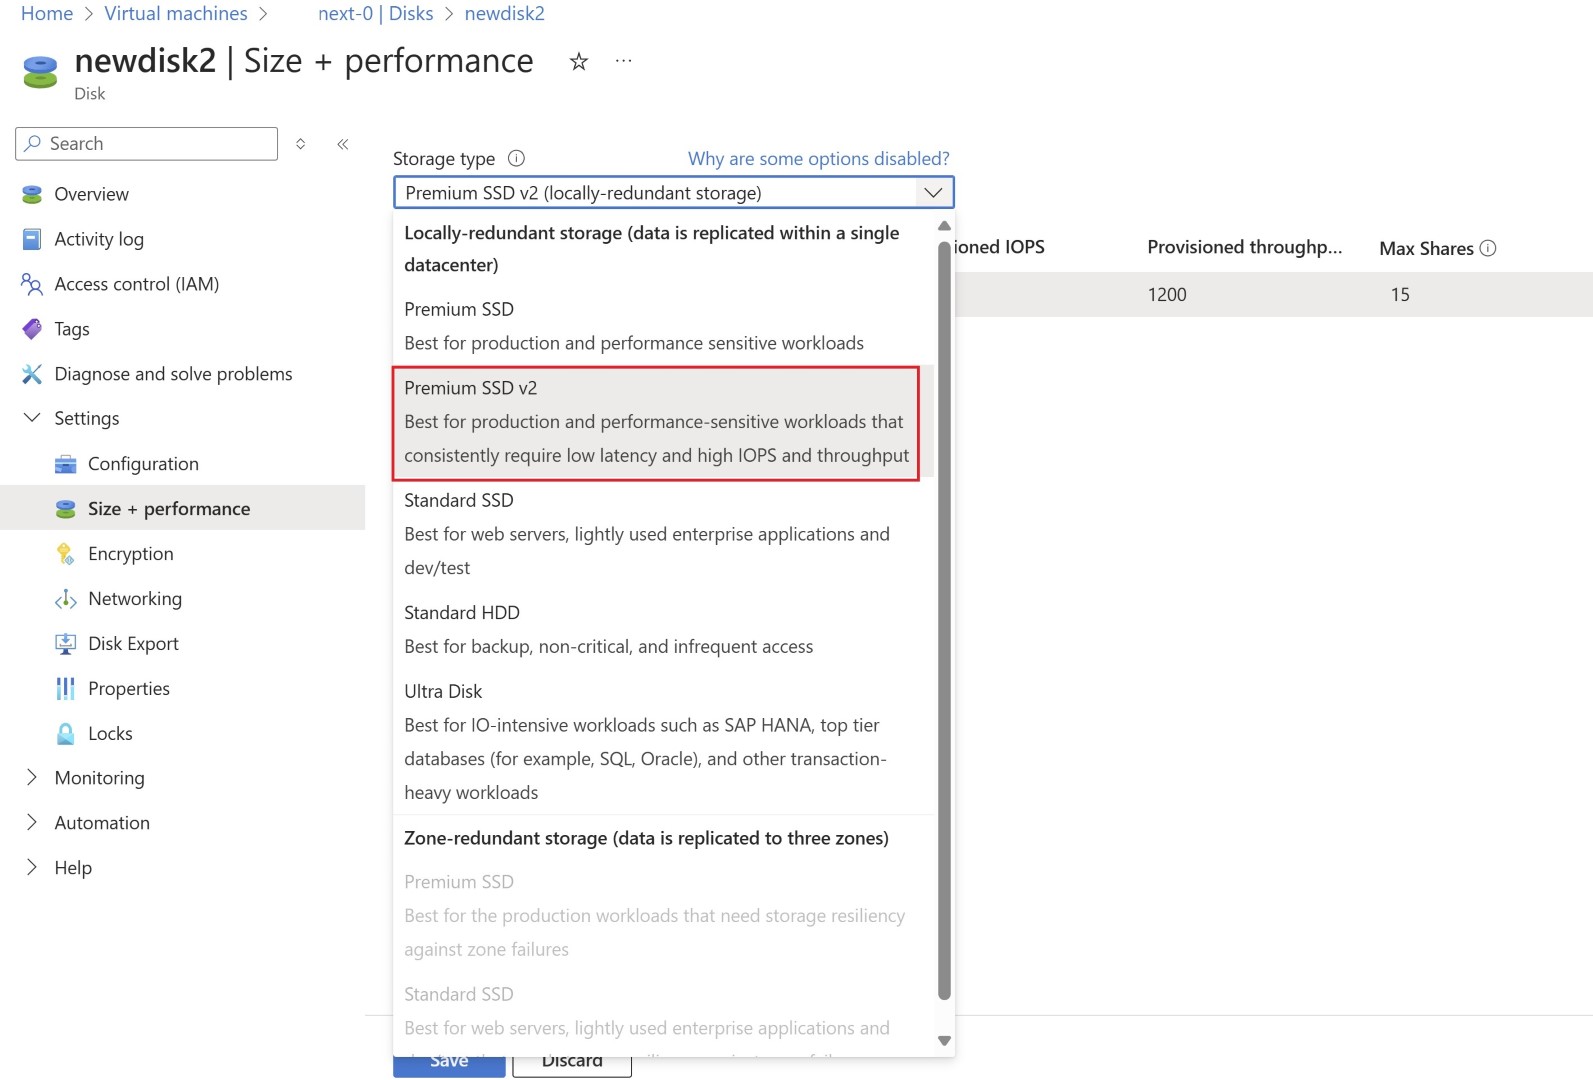 Home > Virtual machines > next-0 | Disks > newdisk2
newdisk2 | Size + performance
Disk
Search
Overview
Activity log
Access control (IAM)
Tags
Diagnose and solve problems
Settings
Configuration
Size + performance
Encryption
Networking
Disk Export
Properties
Locks
Monitoring
Automation
Help
Storage type
Why are some options disabled?
Premium SSD v2 (locally-redundant storage)
Locally-redundant storage (data is replicated within a single
datacenter)
Premium SSD
Best for production and performance sensitive workloads
Premium SSD v2
Best for production and performance-sensitive workloads that
consistently require low latency and high IOPS and throughput
Standard SSD
Best for web servers, lightly used enterprise applications and
dev/test
Standard HDD
Best for backup, non-critical, and infrequent access
Ultra Disk
Best for IO-intensive workloads such as SAP HANA, top tier
databases (for example, SQL, Oracle), and other transaction-
heavy workloads
Zone-redundant storage (data is replicated to three zones)
Premium SSD
Best for the production workloads that need storage resiliency
against zone failures
Standard SSD
Best for web servers, lightly used enterprise applications and
ioned IOPS Provisioned throughp... Max Shares
1200 15
Save Discard